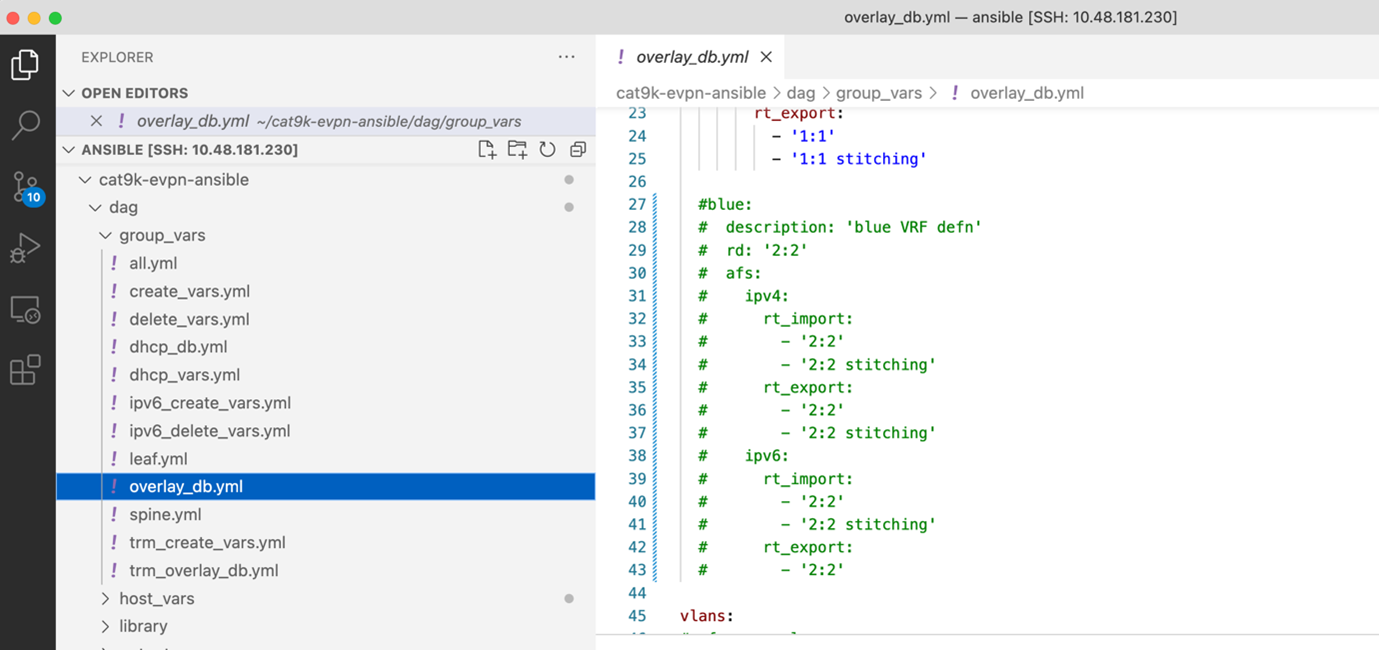 overlay_db.yml — ansible [SSH: 10.48.181.230]
EXPLORER
OPEN EDITORS
overlay_db.yml ~/cat9k-evpn-ansible/dag/group_vars
ANSIBLE [SSH: 10.48.181.230]
cat9k-evpn-ansible
dag
group_vars
! all.yml
! create_vars.yml
! delete_vars.yml
! dhcp_db.yml
! dhcp_vars.yml
! ipv6_create_vars.yml
! ipv6_delete_vars.yml
! leaf.yml
! overlay_db.yml
! spine.yml
! trm_create_vars.yml
! trm_overlay_db.yml
host_vars
library
10
! overlay_db.yml
cat9k-evpn-ansible > dag > group_vars > ! overlay_db.yml
23 rt_export:
24 - '1:1'
25 - '1:1 stitching'
26
27 #blue:
28 # description: 'blue VRF defn'
29 # rd: '2:2'
30 # afs:
31 # ipv4:
32 # rt_import:
33 # - '2:2'
34 # - '2:2 stitching'
35 # rt_export:
36 # - '2:2'
37 # - '2:2 stitching'
38 # ipv6:
39 # rt_import:
40 # - '2:2'
41 # - '2:2 stitching'
42 # rt_export:
43 # - '2:2'
44
45 vlans: